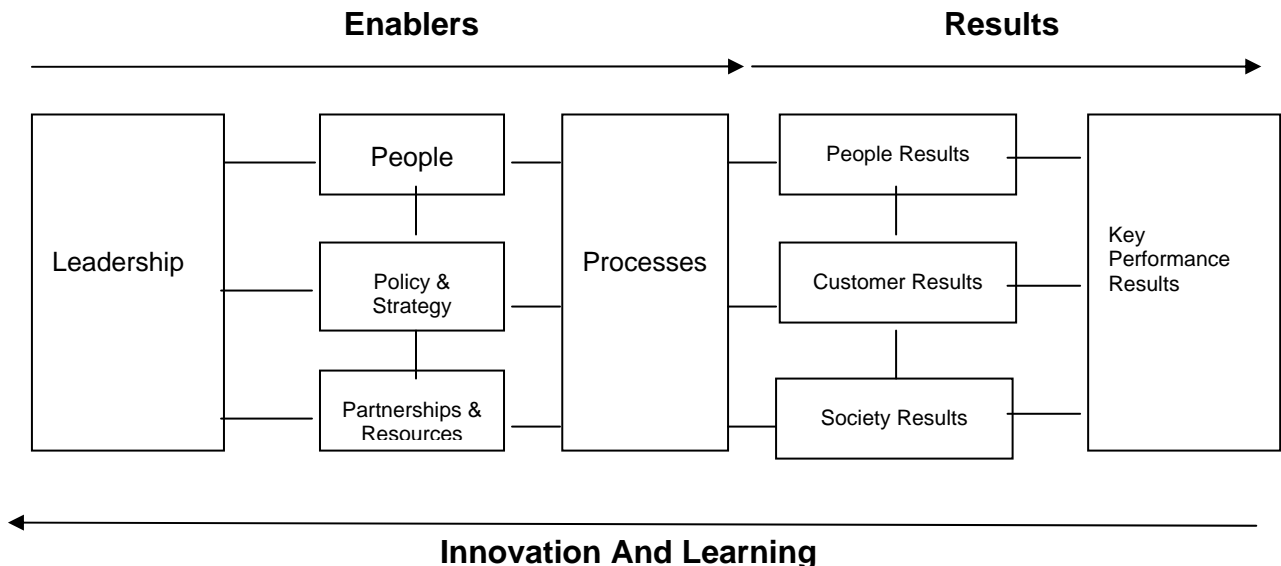 Enablers
Results
Leadership
People
Policy &
Strategy
Partnerships &
Resources
Processes
People Results
Customer Results
Society Results
Key
Performance
Results
Innovation And Learning